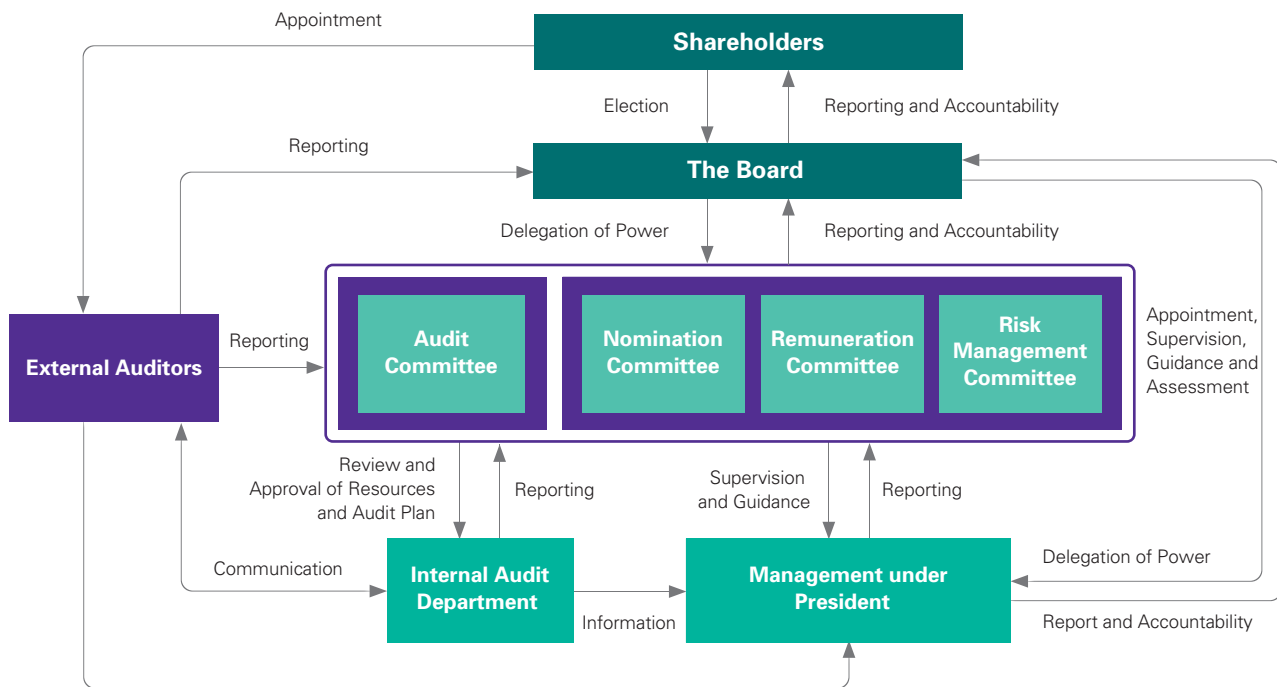 Appointment
Shareholders
Election
Reporting and Accountability
Reporting
The Board
Delegation of Power
Reporting and Accountability
External Auditors
Reporting
Audit
Committee
Nomination
Committee
Remuneration
Committee
Risk
Management
Committee
Appointment,
Supervision,
Guidance and
Assessment
Review and
Approval of Resources
and Audit Plan
Reporting
Supervision
and Guidance
Reporting
Communication
Internal Audit
Department
Information
Management under
President
Delegation of Power
Report and Accountability